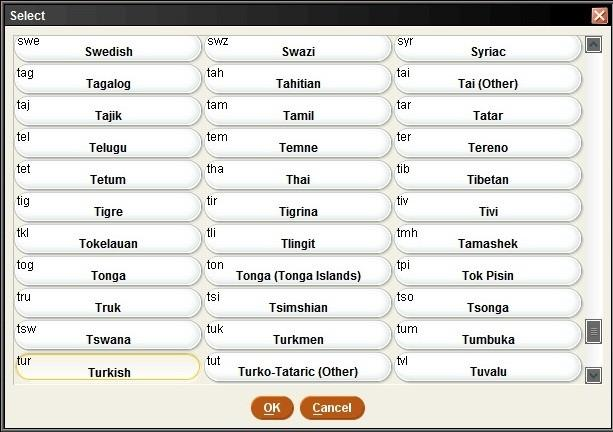 Select
swe Swedish swz Swazi syr Syriac
tag Tagalog tah Tahitian tai Tai (Other)
taj Tajik tam Tamil tar Tatar
tel Telugu tem Temne ter Tereno
tet Tetum tha Thai tib Tibetan
tig Tigre tir Tigrina tiv Tivi
tkl Tokelauan tli Tlingit tmh Tamashek
tog Tonga ton Tonga (Tonga Islands) tpi Tok Pisin
tru Truk tsi Tsimshian tso Tsonga
tsw Tswana tuk Turkmen tum Tumbuka
tur Turkish tut Turko-Tataric (Other) tvl Tuvalu
OK Cancel